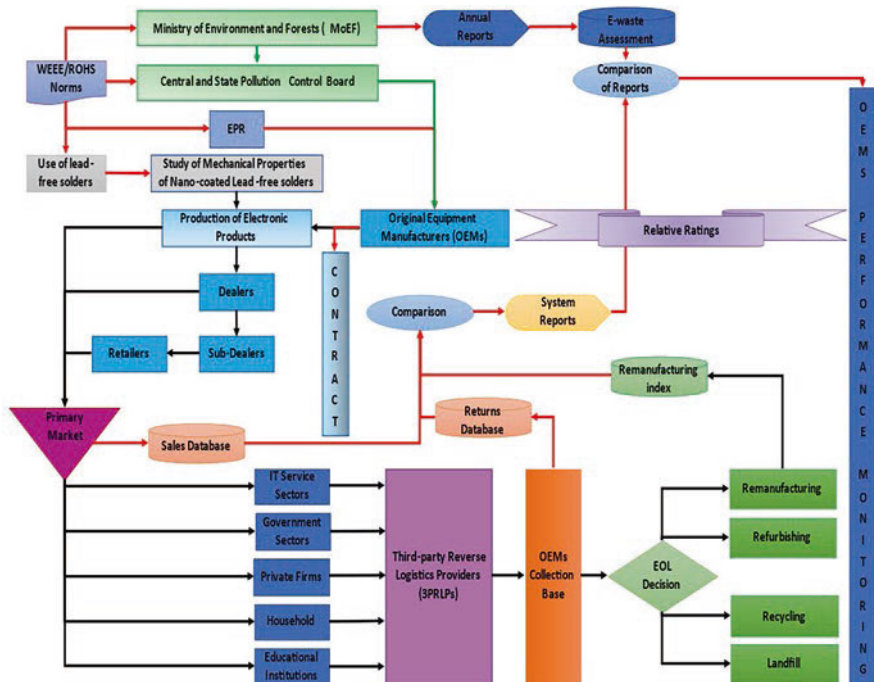 Ministry of Environment and Forests ( MoEF)
Annual
Reports
E-waste
Assessment
WEEE/ROHS
Norms
Central and State Pollution Control Board
Comparison
of Reports
EPR
Use of lead-
free solders
Study of Mechanical Properties
of Nano-coated Lead-free solders
Production of Electronic
Products
Original Equipment
Manufacturers (OEMs)
Relative Ratings
CONTRACT
Dealers
Comparison
System
Reports
Retailers
Sub-Dealers
Remanufacturing
index
Primary
Market
Sales Database
Returns
Database
IT Service
Sectors
Government
Sectors
Private Firms
Household
Educational
Institutions
Third-party Reverse
Logistics Providers
(3PRLPs)
OEMs
Collection
Base
EOL
Decision
Remanufacturing
Refurbishing
Recycling
Landfill
OEMS PERFORMANCE MONITORING